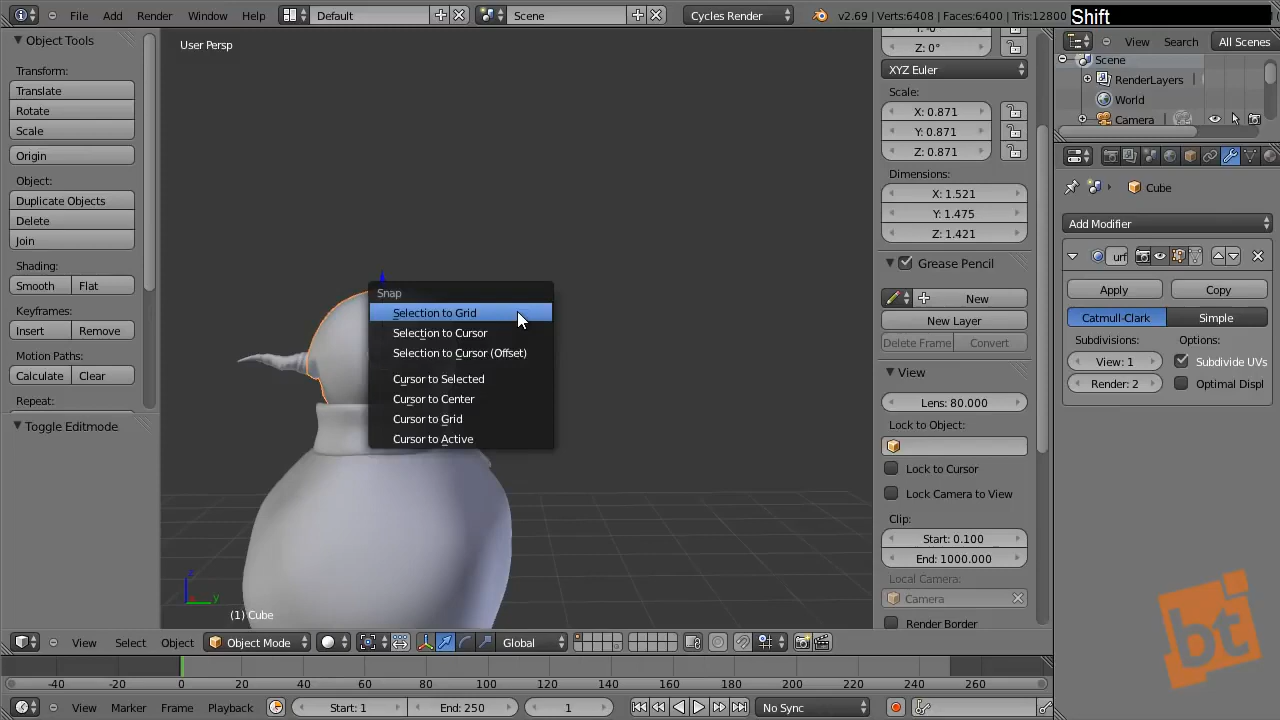 File Add Render Window Help Default Scene Cycles Render v2.69 | Verts:6408 | Faces:6400 | Tris:12800
Shift
Object Tools
Transform:
Translate
Rotate
Scale
Origin
Object:
Duplicate Objects
Delete
Join
Shading:
Smooth Flat
Keyframes:
Insert Remove
Motion Paths:
Calculate Clear
Repeat:
Toggle Editmode
User Persp
Snap
Selection to Grid
Selection to Cursor
Selection to Cursor (Offset)
Cursor to Selected
Cursor to Center
Cursor to Grid
Cursor to Active
z
y
(1) Cube
Z: 0°
XYZ Euler
Scale:
X: 0.871
Y: 0.871
Z: 0.871
Dimensions:
X: 1.521
Y: 1.475
Z: 1.421
Grease Pencil
New
New Layer
Delete Frame Convert
View
Lens: 80.000
Lock to Object:
Lock to Cursor
Lock Camera to View
Clip:
Start: 0.100
End: 1000.000
Local Camera:
Camera
Render Border
View Search All Scenes
Scene
RenderLayers
World
Camera
Cube
Add Modifier
urf
Apply Copy
Catmull-Clark Simple
Subdivisions: Options:
View: 1 Subdivide UVs
Render: 2 Optimal Displ
bt
View Select Object Object Mode Global
-40 -20 0 20 40 60 80 100 120 140 160 180 200 220 240 260
View Marker Frame Playback Start: 1 End: 250 1 No Sync